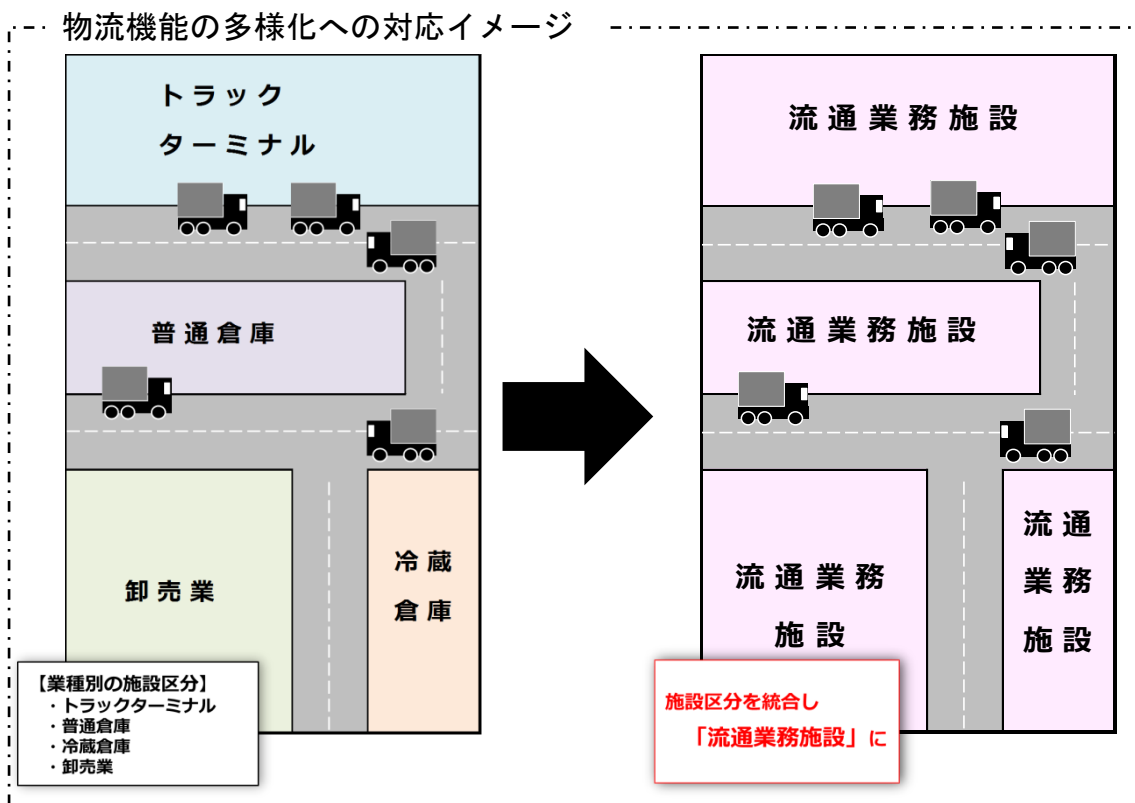 物流機能の多様化への対応イメージ
トラック
ターミナル
普通倉庫
卸売業
冷蔵
倉庫
【業種別の施設区分】
・トラックターミナル
・普通倉庫
・冷蔵倉庫
・卸売業
流通業務施設
流通業務施設
流通業務
施設
流通
業務
施設
施設区分を統合し
「流通業務施設」に